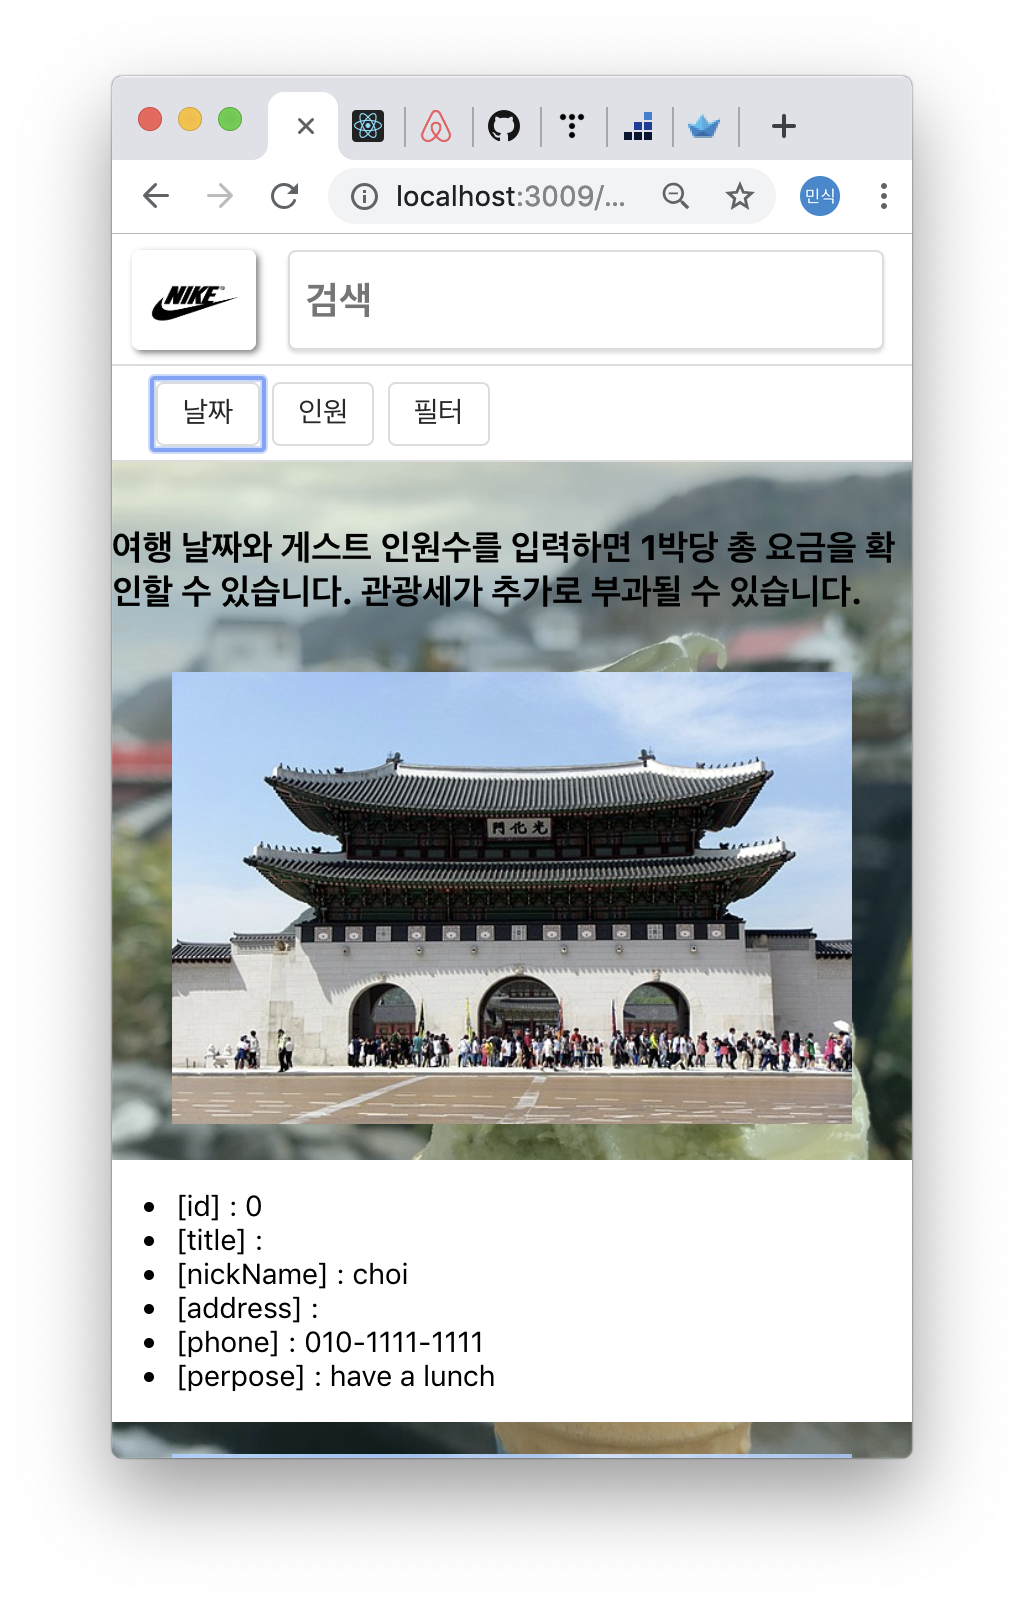 localhost:3009/...
민식
NIKE
검색
날짜
인원
필터
여행 날짜와 게스트 인원수를 입력하면 1박당 총 요금을 확
인할 수 있습니다. 관광세가 추가로 부과될 수 있습니다.
門化光
[id] : 0
[title] :
[nickName] : choi
[address] :
[phone] : 010-1111-1111
[perpose] : have a lunch